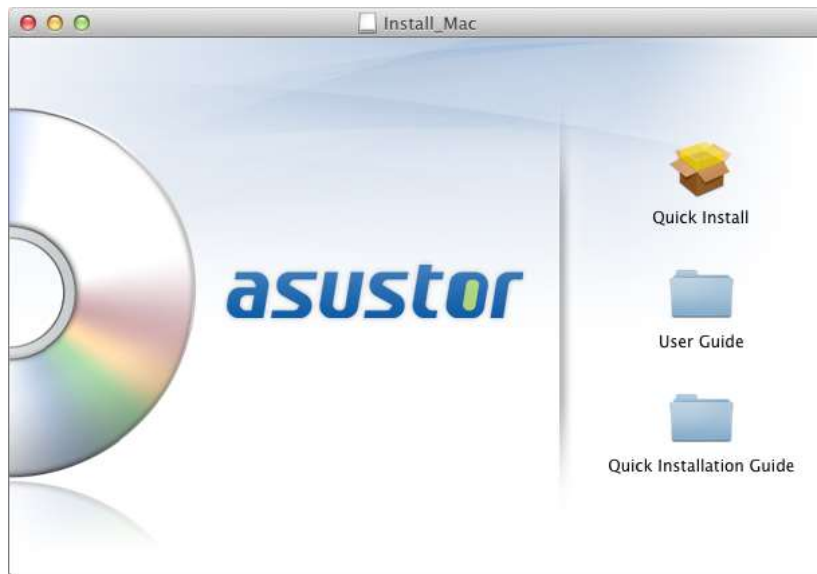 Install_Mac
asustor
Quick Install
User Guide
Quick Installation Guide